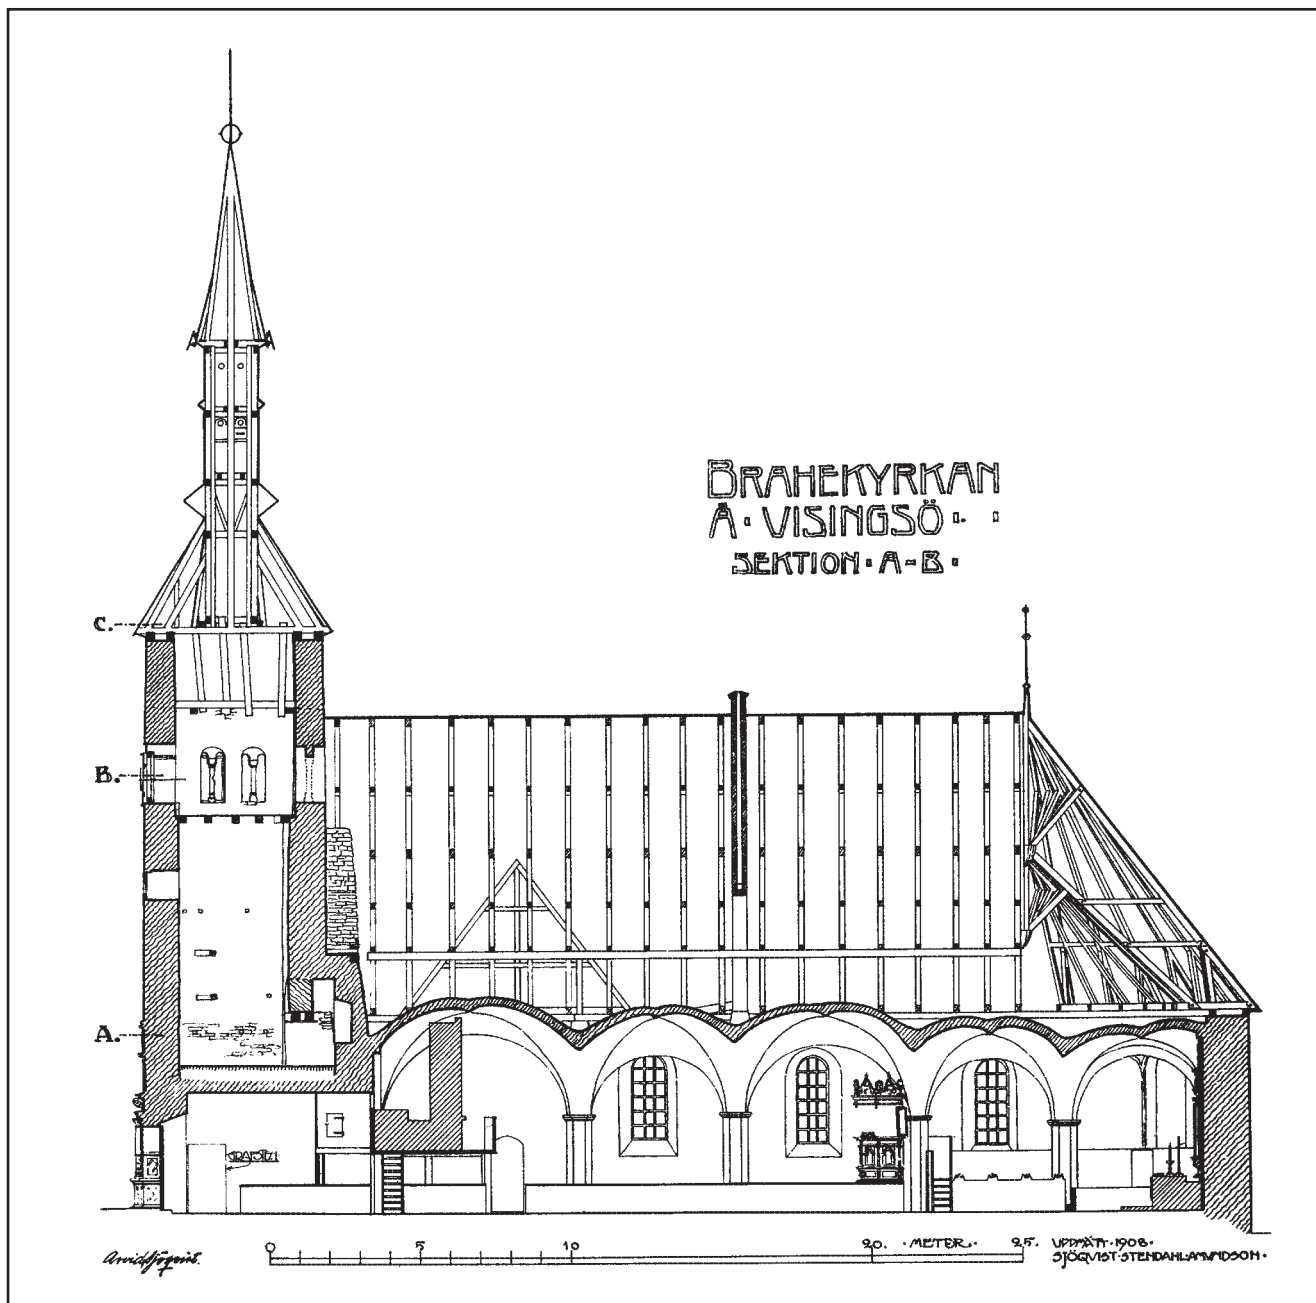 BRAHEKYRKAN
Å · VISINGSÖ ·
SEKTION · A-B ·
C.
B.
A.
0 5 10 20. · METER · 25.
UPPMÄTT · 1908 ·
SJÖQVIST · STENDAHL · AMUNDSON ·